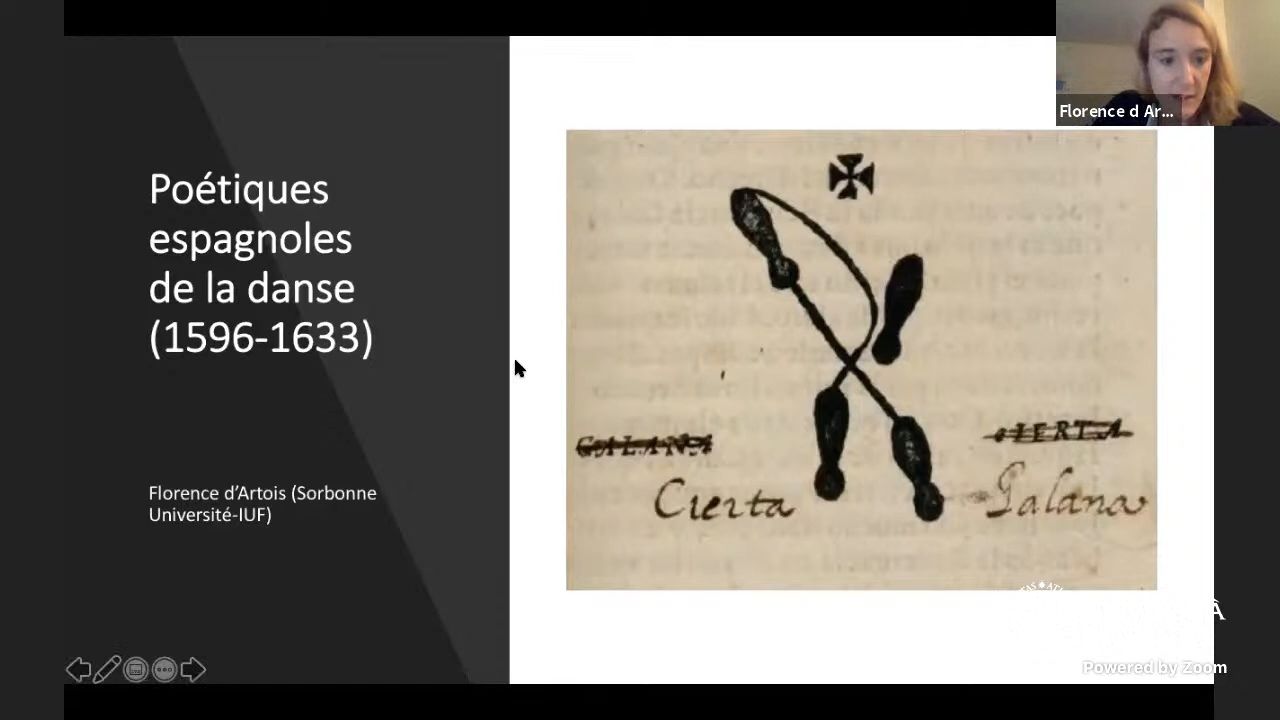 Poétiques
espagnoles
de la danse
(1596-1633)
Florence d’Artois (Sorbonne
Université-IUF)
Florence d Ar...
GALANA
CIERTA
Cierta
Galana
Powered by Zoom